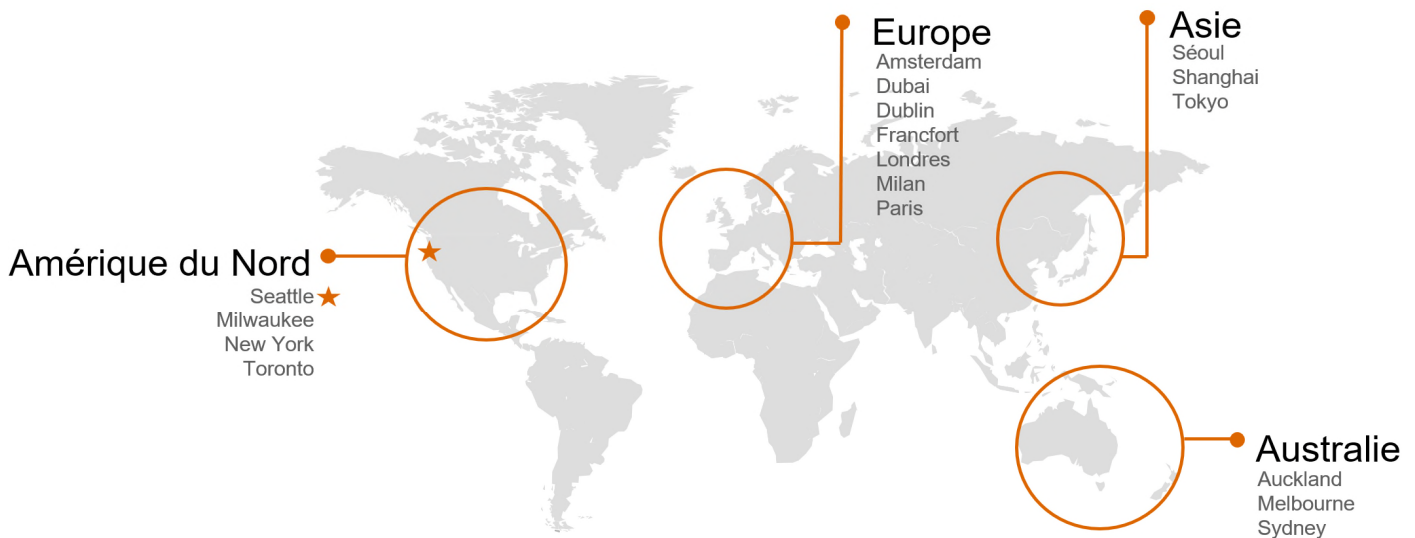 Europe
Amsterdam
Dubai
Dublin
Francfort
Londres
Milan
Paris
Asie
Séoul
Shanghai
Tokyo
Amérique du Nord
Seattle
Milwaukee
New York
Toronto
Australie
Auckland
Melbourne
Sydney